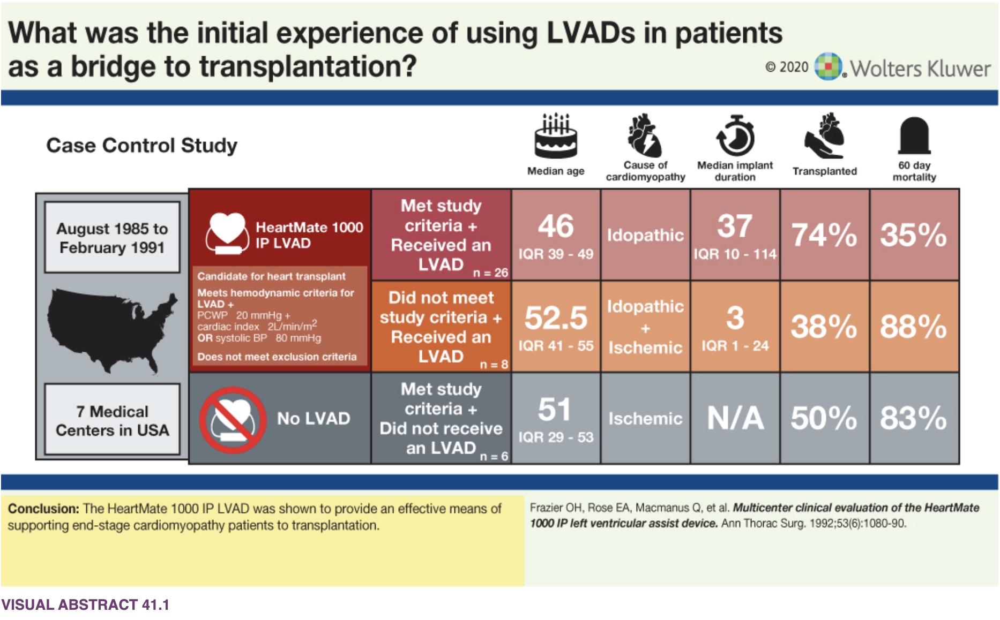 What was the initial experience of using LVADs in patients
as a bridge to transplantation?
© 2020 Wolters Kluwer
Case Control Study
Median age
Cause of
cardiomyopathy
Median implant
duration
Transplanted
60 day
mortality
August 1985 to
February 1991
7 Medical
Centers in USA
HeartMate 1000
IP LVAD
Candidate for heart transplant
Meets hemodynamic criteria for
LVAD +
PCWP 20 mmHg +
cardiac index 2L/min/m²
OR systolic BP 80 mmHg
Does not meet exclusion criteria
Met study
criteria +
Received an
LVAD
n = 26
46
IQR 39 - 49
Idopathic
37
IQR 10 - 114
74%
35%
Did not meet
study criteria +
Received an
LVAD
n = 8
52.5
IQR 41 - 55
Idopathic
+
Ischemic
3
IQR 1 - 24
38%
88%
No LVAD
Met study
criteria +
Did not receive
an LVAD
n = 6
51
IQR 29 - 53
Ischemic
N/A
50%
83%
Conclusion: The HeartMate 1000 IP LVAD was shown to provide an effective means of
supporting end-stage cardiomyopathy patients to transplantation.
Frazier OH, Rose EA, Macmanus Q, et al. Multicenter clinical evaluation of the HeartMate
1000 IP left ventricular assist device. Ann Thorac Surg. 1992;53(6):1080-90.
VISUAL ABSTRACT 41.1